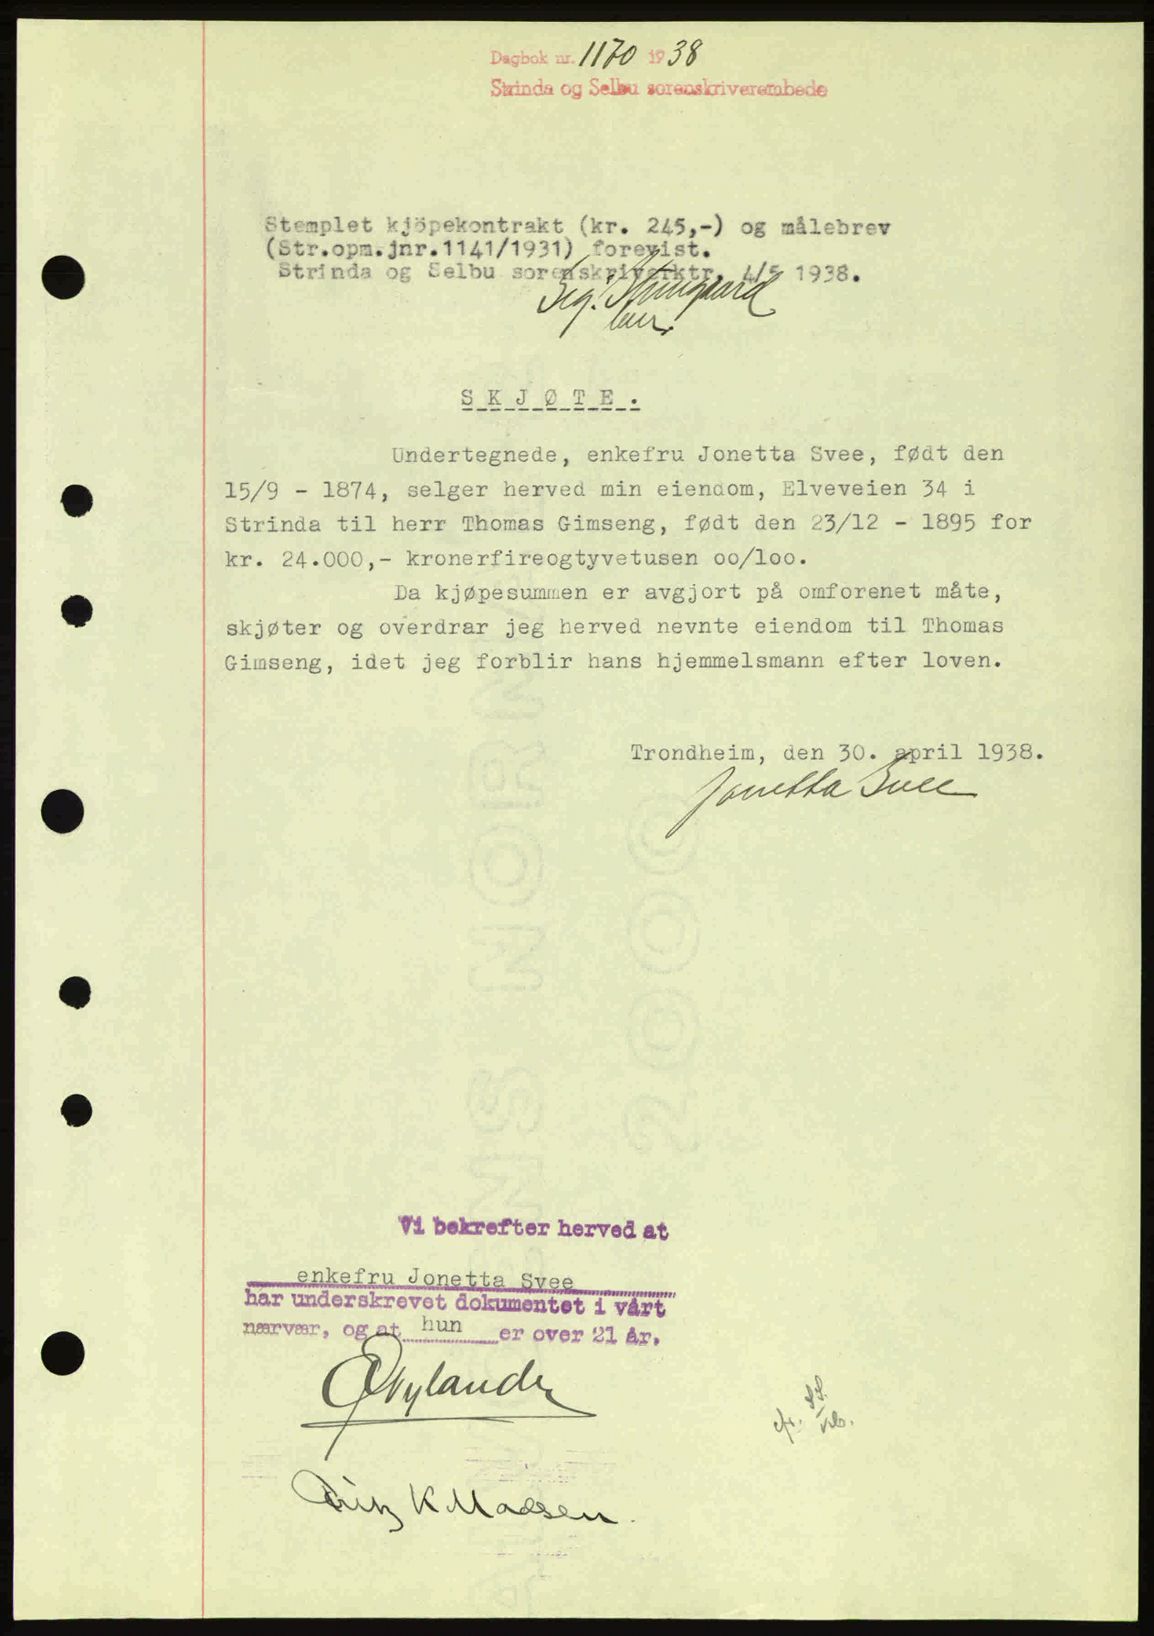 Dagbok nr. 1170 1938
Strinda og Selbu sorenskriverembede
Stemplet kjöpekontrakt (kr. 245,-) og målebrev
(Str.opm.jnr.1141/1931) forevist.
Strinda og Selbu sorenskriverktr. 4/5 1938.
S K J Ø T E .
Undertegnede, enkefru Jonetta Svee, født den
15/9 - 1874, selger herved min eiendom, Elveveien 34 i
Strinda til herr Thomas Gimseng, født den 23/12 - 1895 for
kr. 24.000,- kronerfireogtyvetusen oo/loo.
Da kjøpesummen er avgjort på omforenet måte,
skjøter og overdrar jeg herved nevnte eiendom til Thomas
Gimseng, idet jeg forblir hans hjemmelsmann efter loven.
Trondheim, den 30. april 1938.
Jonetta Svee
Vi bekrefter herved at
enkefru Jonetta Svee
har underskrevet dokumentet i vårt
nærvær, og at hun er over 21 år.
K Madsen
NORM
2000